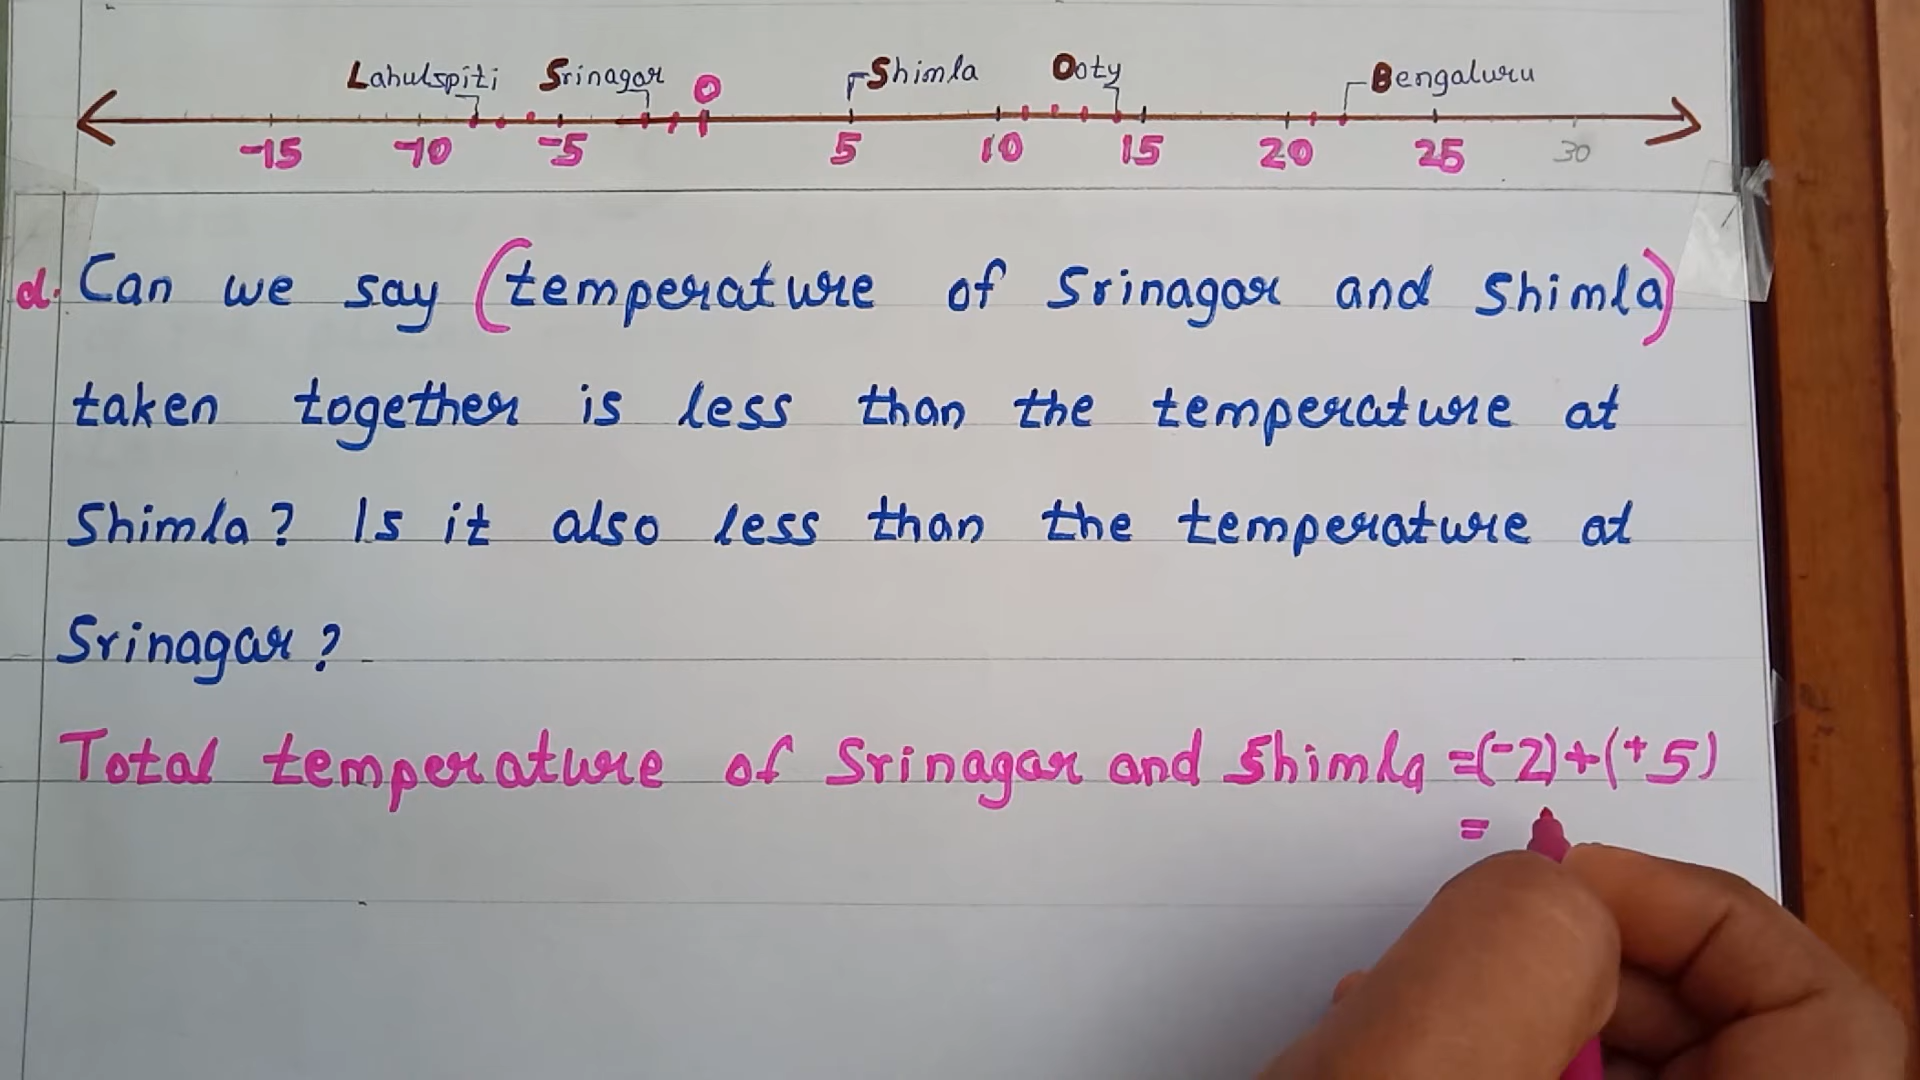 Lahulspiti Srinagar 0 Shimla Ooty Bengaluru
-15 -10 -5 5 10 15 20 25 30
d. Can we say (temperature of Srinagar and Shimla)
taken together is less than the temperature at
Shimla? Is it also less than the temperature at
Srinagar?
Total temperature of Srinagar and Shimla =(-2)+(+5)
=